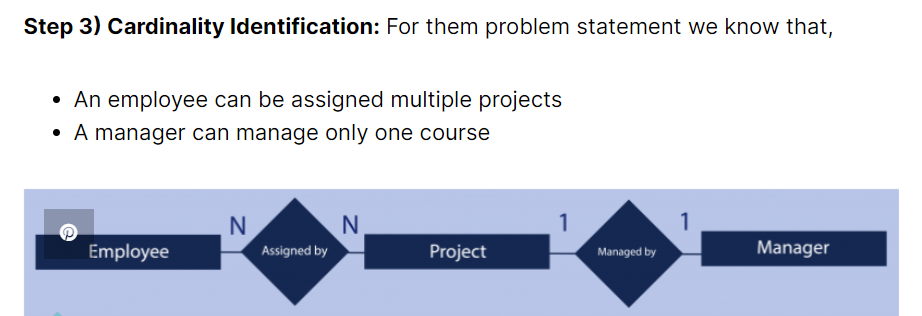 Step 3) Cardinality Identification: For them problem statement we know that,
• An employee can be assigned multiple projects
• A manager can manage only one course
N N 1 1
Employee Assigned by Project Managed by Manager